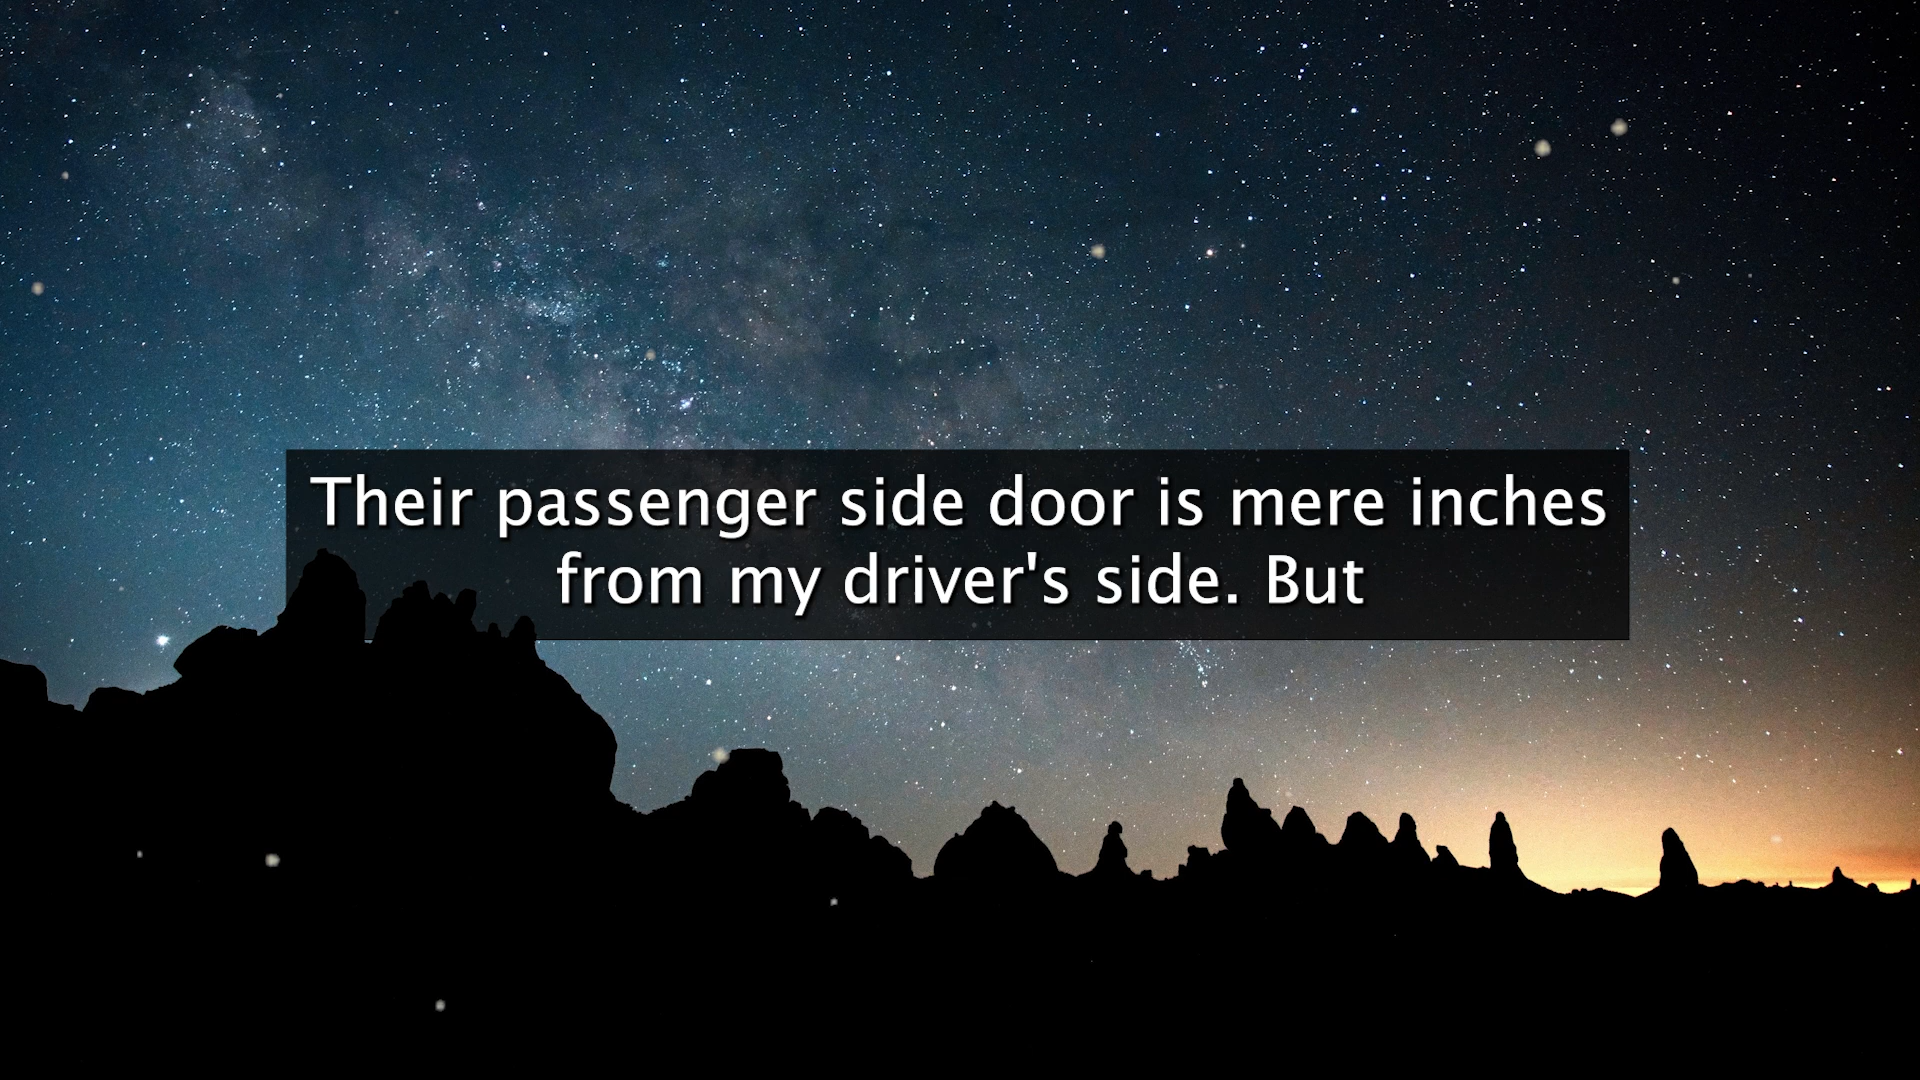 Their passenger side door is mere inches
from my driver's side. But